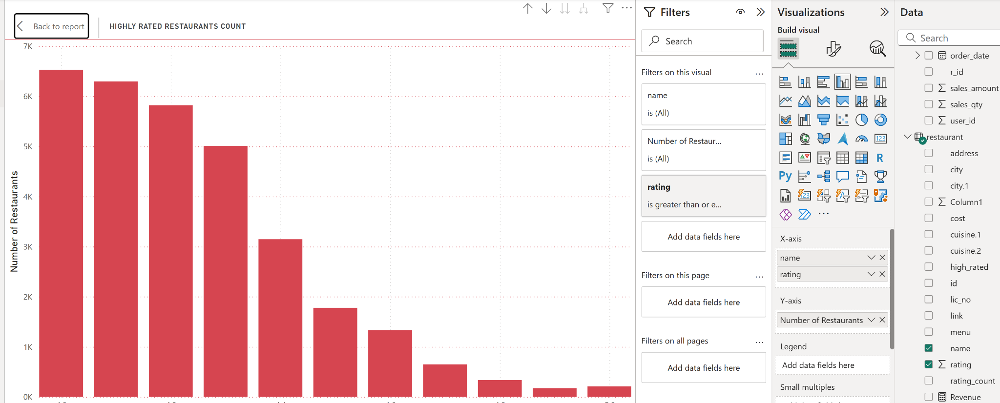 Back to report
HIGHLY RATED RESTAURANTS COUNT
Number of Restaurants
7K
6K
5K
4K
3K
2K
1K
0K
Filters
Search
Filters on this visual
...
name
is (All)
Number of Restaur...
is (All)
rating
is greater than or e...
Add data fields here
Filters on this page
...
Add data fields here
Filters on all pages
...
Add data fields here
Visualizations
Build visual
123
R
Py
123
...
X-axis
name
rating
Y-axis
Number of Restaurants
Legend
Add data fields here
Small multiples
Data
Search
order_date
r_id
sales_amount
sales_qty
user_id
restaurant
address
city
city.1
Column1
cost
cuisine.1
cuisine.2
high_rated
id
lic_no
link
menu
name
rating
rating_count
Revenue